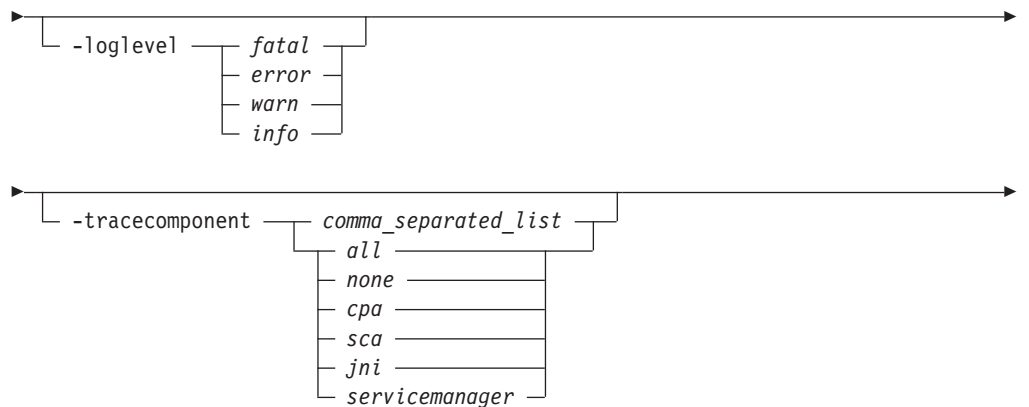 -loglevel fatal
error
warn
info
-tracecomponent comma_separated_list
all
none
cpa
sca
jni
servicemanager